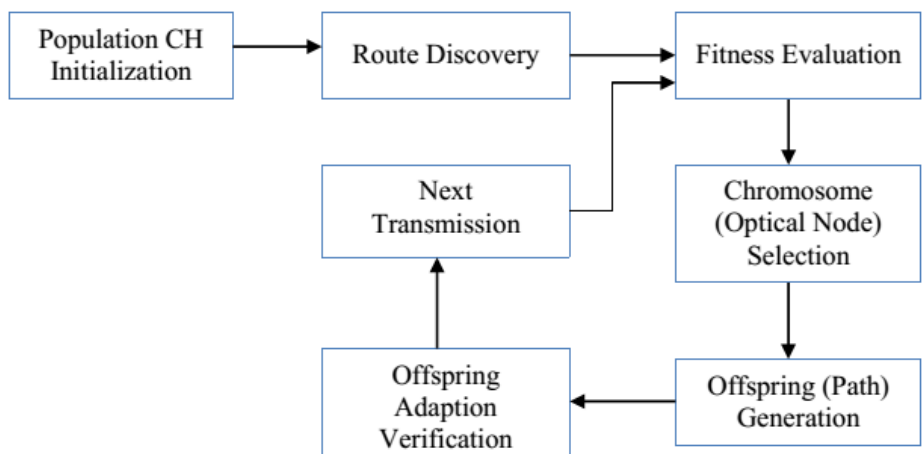 Population CH
Initialization
Route Discovery
Fitness Evaluation
Next
Transmission
Chromosome
(Optical Node)
Selection
Offspring
Adaption
Verification
Offspring (Path)
Generation